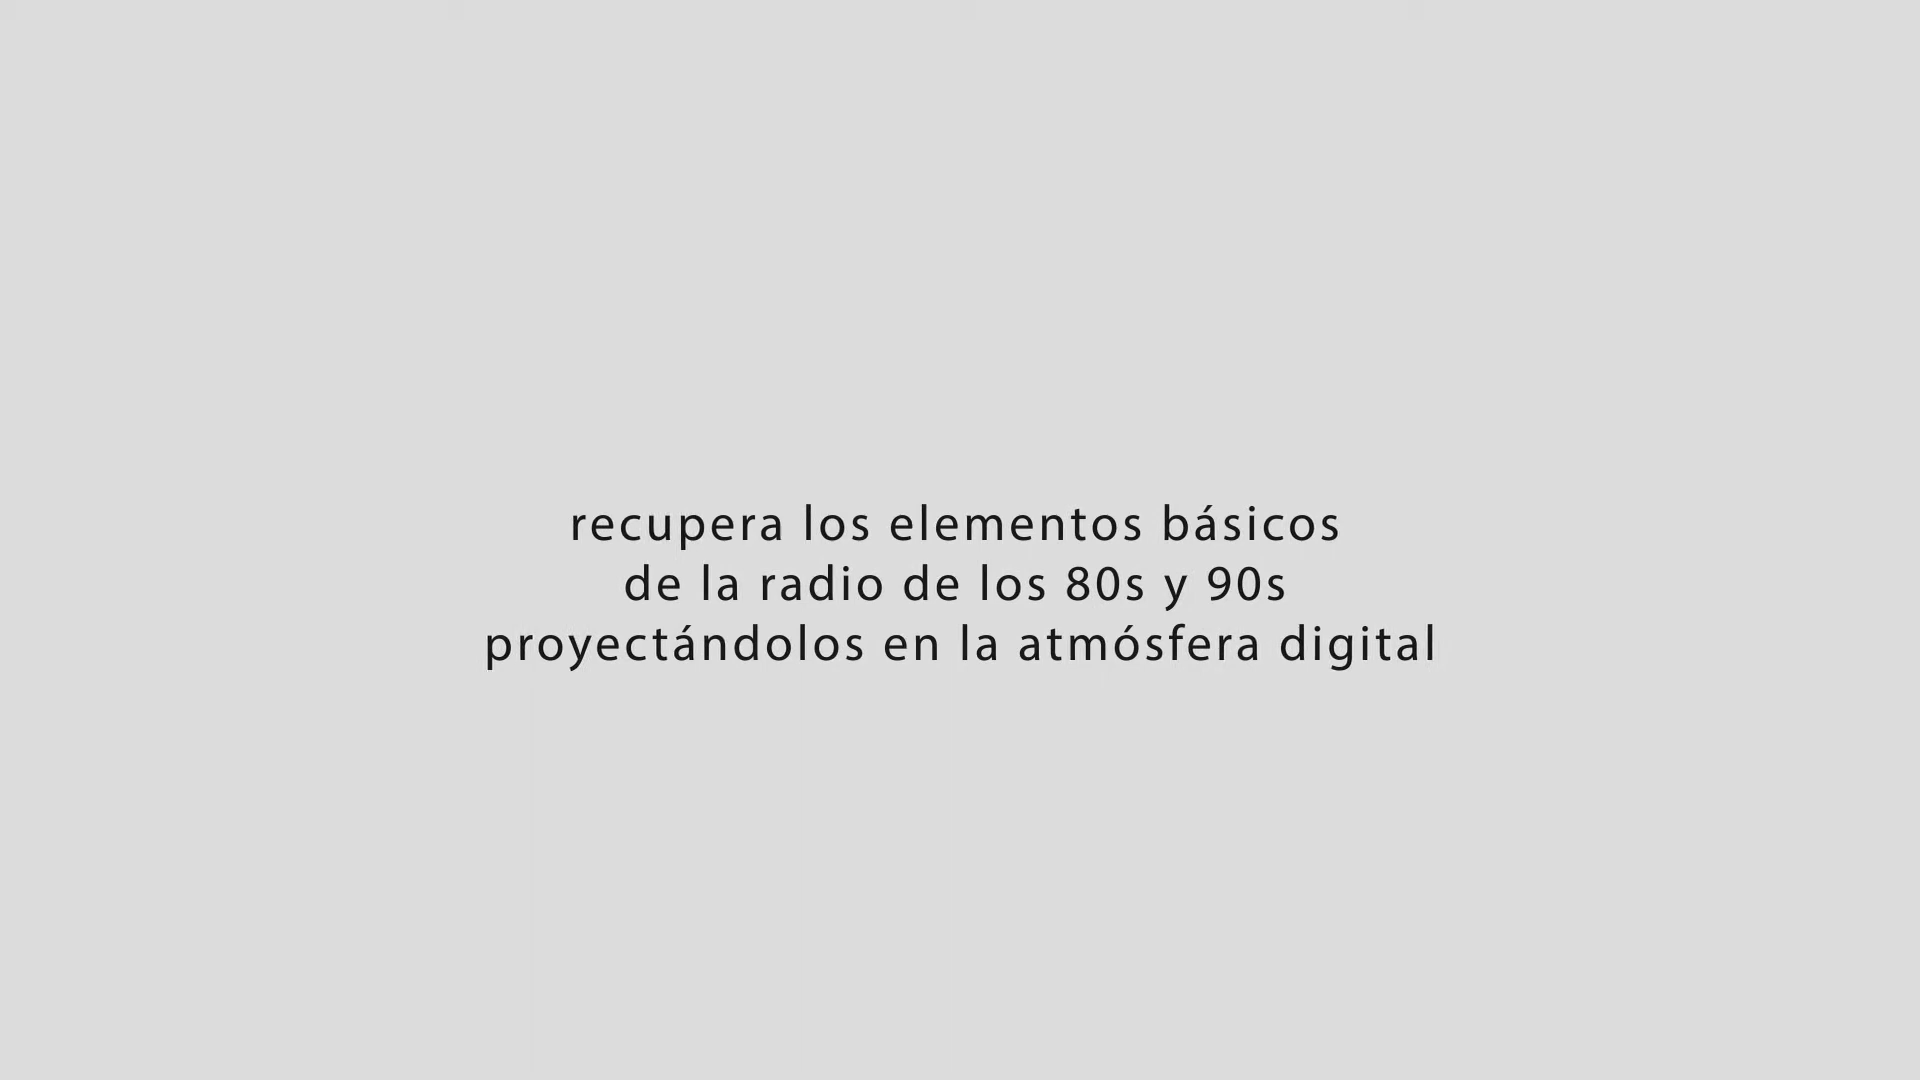 recupera los elementos básicos
de la radio de los 80s y 90s
proyectándolos en la atmósfera digital